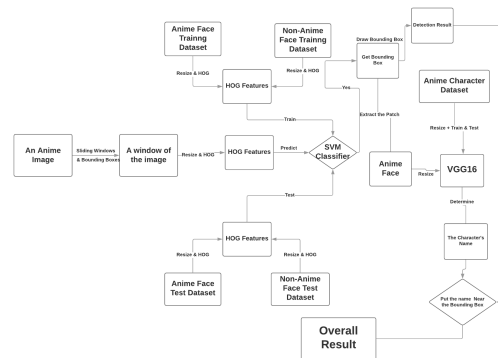 Anime Face Trainng
Dataset
Non-Anime
Face Trainng
Dataset
Resize & HOG
Resize & HOG
HOG Features
Train
Draw Bounding Box
Get Bounding
Box
Detection Result
Yes
Extract the Patch
Anime Character
Dataset
Resize + Train & Test
An Anime
Image
Sliding Windows
& Bounding Boxes
A window of
the image
Resize & HOG
HOG Features
Predict
SVM
Classifier
Anime
Face
Resize
VGG16
Determine
Test
HOG Features
Resize & HOG
Resize & HOG
Anime Face
Test Dataset
Non-Anime
Face Test
Dataset
The Character's
Name
Put the name Near
the Bounding Box
Overall
Result